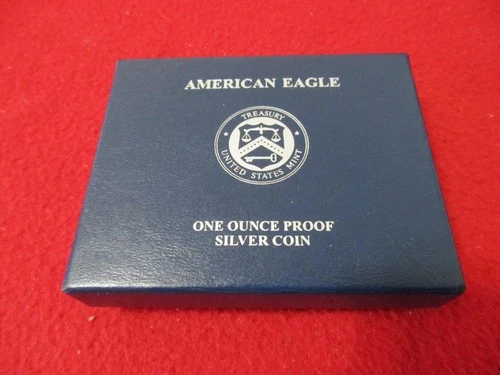 AMERICAN EAGLE
TREASURY
UNITED STATES MINT
ONE OUNCE PROOF
SILVER COIN